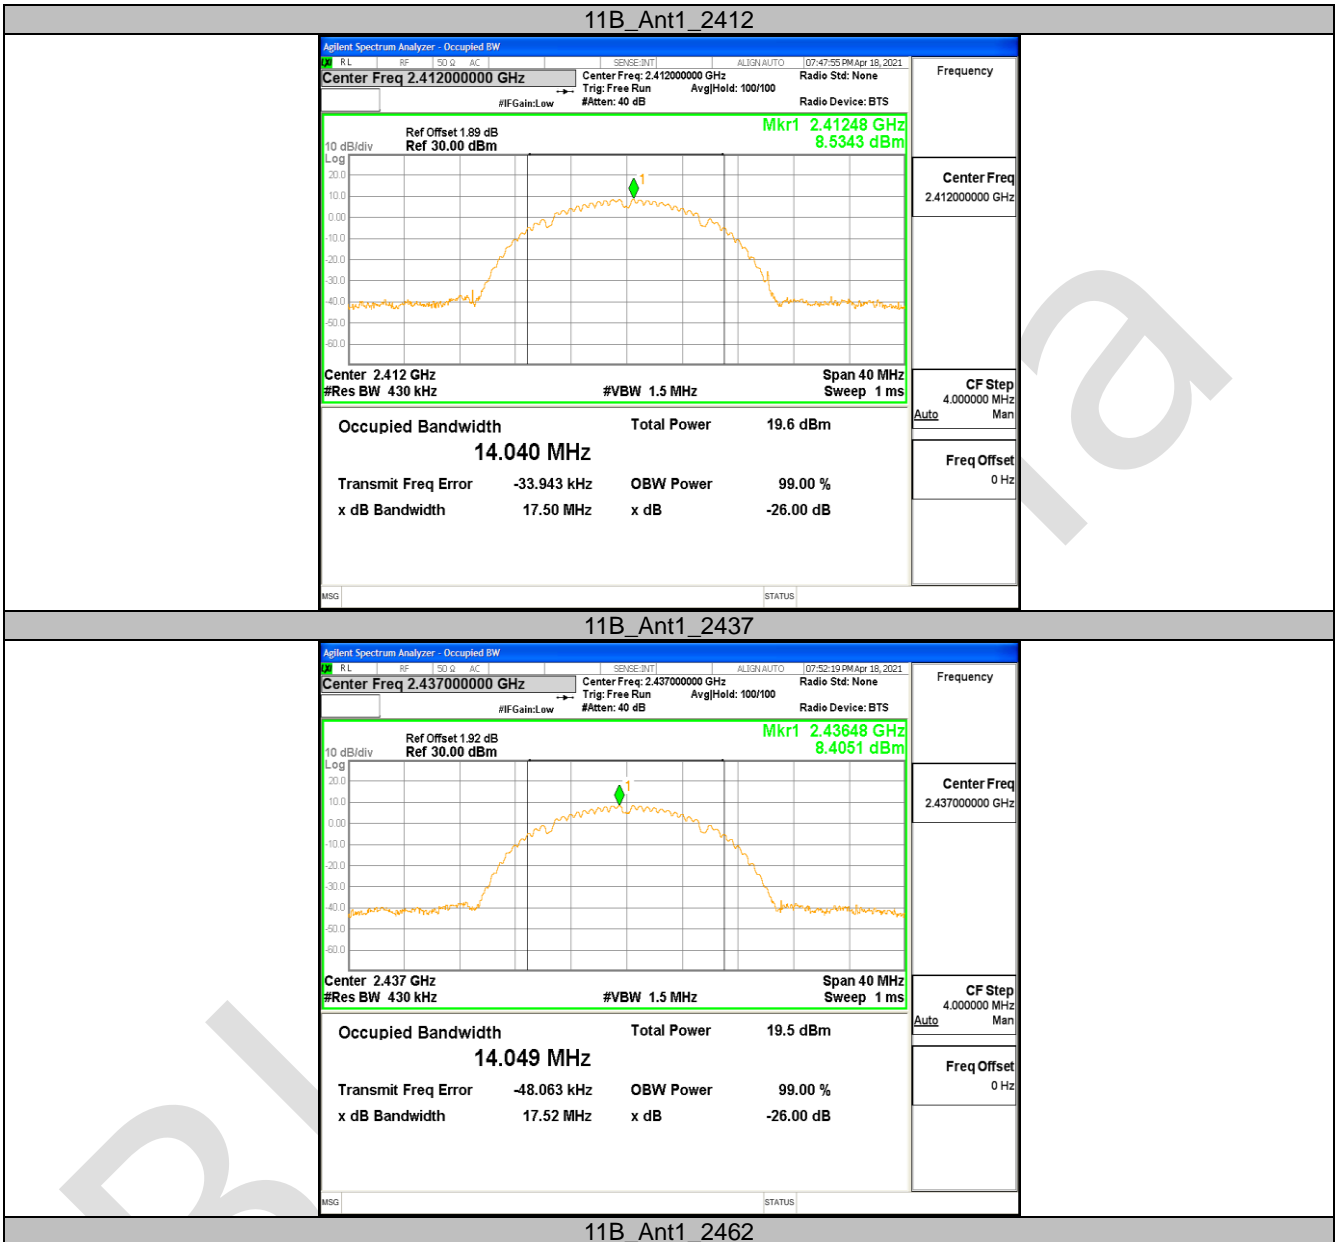 11B_Ant1_2412
Agilent Spectrum Analyzer - Occupied BW
LXI RL RF 50 Ω AC SENSE:INT ALIGN AUTO 07:47:55 PM Apr 18, 2021
Center Freq 2.412000000 GHz
Center Freq: 2.412000000 GHz
Radio Std: None
Trig: Free Run Avg|Hold: 100/100
#IFGain:Low #Atten: 40 dB
Radio Device: BTS
Frequency
Mkr1 2.41248 GHz
8.5343 dBm
Ref Offset 1.89 dB
10 dB/div Ref 30.00 dBm
Log
20.0
10.0
0.00
-10.0
-20.0
-30.0
-40.0
-50.0
-60.0
1
Center 2.412 GHz Span 40 MHz
#Res BW 430 kHz #VBW 1.5 MHz Sweep 1 ms
Center Freq
2.412000000 GHz
CF Step
4.000000 MHz
Auto Man
Freq Offset
0 Hz
Occupied Bandwidth Total Power 19.6 dBm
14.040 MHz
Transmit Freq Error -33.943 kHz OBW Power 99.00 %
x dB Bandwidth 17.50 MHz x dB -26.00 dB
MSG STATUS
11B_Ant1_2437
Agilent Spectrum Analyzer - Occupied BW
LXI RL RF 50 Ω AC SENSE:INT ALIGN AUTO 07:52:19 PM Apr 18, 2021
Center Freq 2.437000000 GHz
Center Freq: 2.437000000 GHz
Radio Std: None
Trig: Free Run Avg|Hold: 100/100
#IFGain:Low #Atten: 40 dB
Radio Device: BTS
Frequency
Mkr1 2.43648 GHz
8.4051 dBm
Ref Offset 1.92 dB
10 dB/div Ref 30.00 dBm
Log
20.0
10.0
0.00
-10.0
-20.0
-30.0
-40.0
-50.0
-60.0
1
Center 2.437 GHz Span 40 MHz
#Res BW 430 kHz #VBW 1.5 MHz Sweep 1 ms
Center Freq
2.437000000 GHz
CF Step
4.000000 MHz
Auto Man
Freq Offset
0 Hz
Occupied Bandwidth Total Power 19.5 dBm
14.049 MHz
Transmit Freq Error -48.063 kHz OBW Power 99.00 %
x dB Bandwidth 17.52 MHz x dB -26.00 dB
MSG STATUS
11B_Ant1_2462